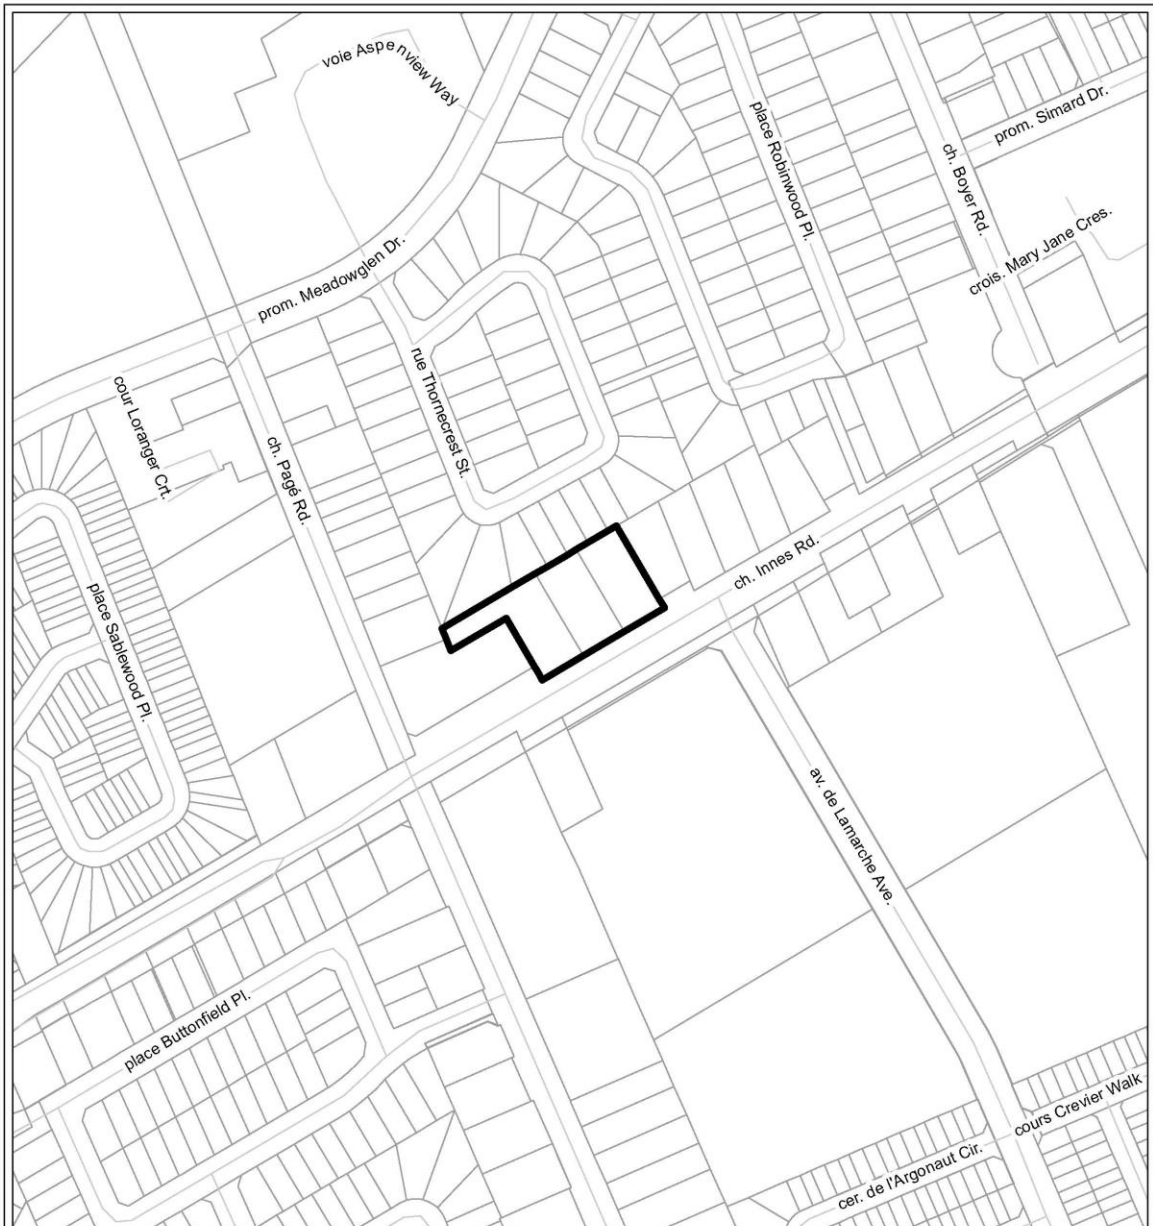 voie Aspenview Way
place Robinwood Pl.
prom. Simard Dr.
ch. Boyer Rd.
crois. Mary Jane Cres.
prom. Meadowglen Dr.
rue Thornecrest St.
cour Loranger Crt.
ch. Pagé Rd.
ch. Innes Rd.
place Sablewood Pl.
av. de Lamarche Ave.
place Buttonfield Pl.
cours Crevier Walk
cer. de l'Argonaut Cir.